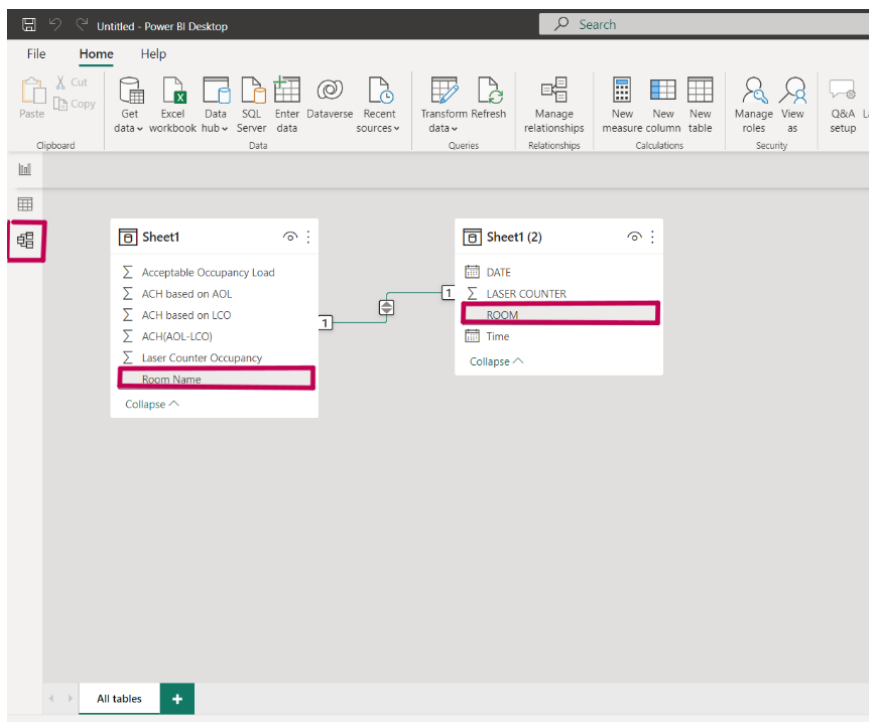 Untitled - Power BI Desktop
Search
File Home Help
Paste
Cut
Copy
Get data
Excel workbook
Data hub
SQL Server
Enter data
Dataverse
Recent sources
Transform data
Refresh
Manage relationships
New measure
New column
New table
Manage roles
View as
Q&A setup
Clipboard
Data
Queries
Relationships
Calculations
Security
Sheet1
Acceptable Occupancy Load
ACH based on AOL
ACH based on LCO
ACH(AOL-LCO)
Laser Counter Occupancy
Room Name
Collapse
1
1
Sheet1 (2)
DATE
LASER COUNTER
ROOM
Time
Collapse
All tables
+